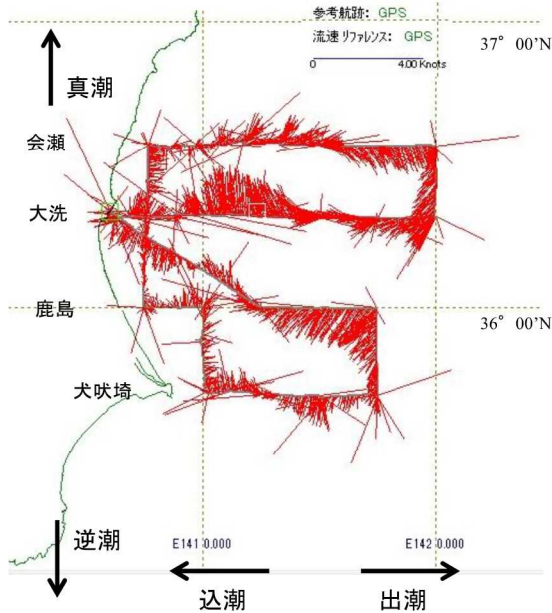 参考航跡: GPS
流速リファレンス: GPS
0 4.00 Knots
37° 00’N
真潮
会瀬
大洗
鹿島
36° 00’N
犬吠埼
逆潮
E141 0.000
E142 0.000
込潮
出潮